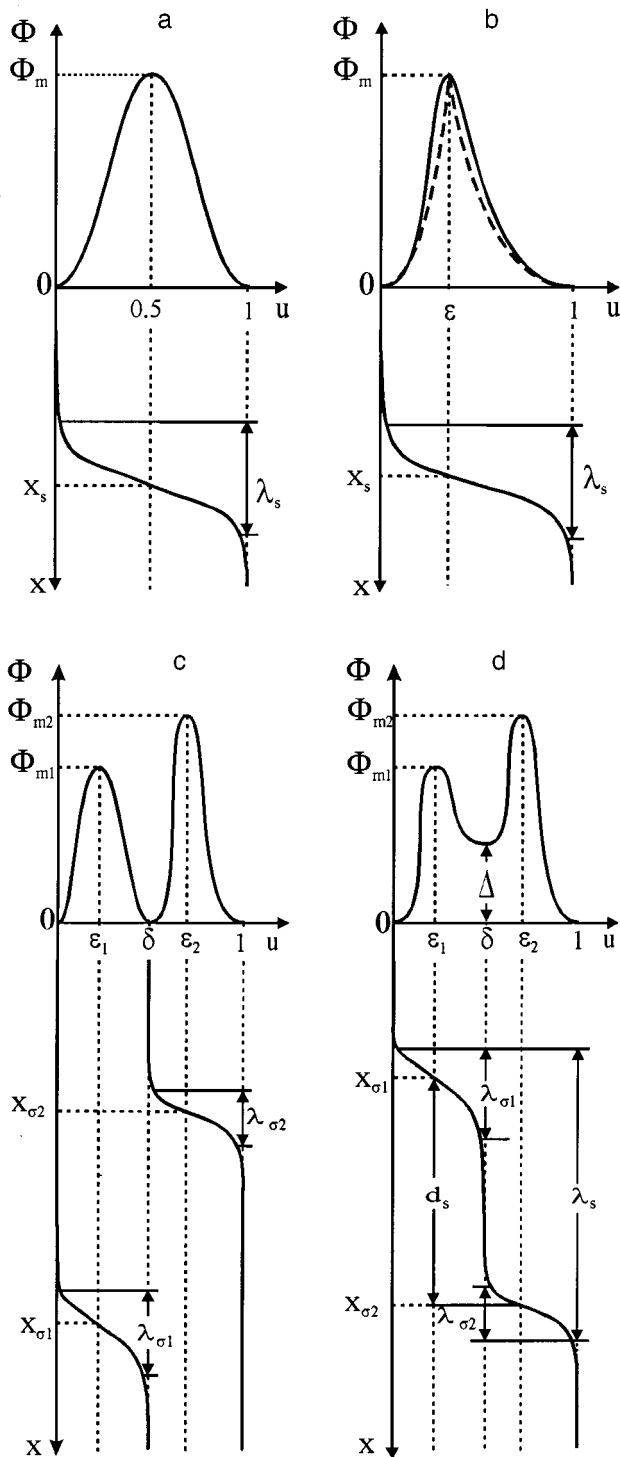 a
Φ
Φm
0
0.5
1
u
xs
λs
x
b
Φ
Φm
0
ε
1
u
xs
λs
x
c
Φ
Φm2
Φm1
0
ε1
δ
ε2
1
u
xσ2
λσ2
xσ1
λσ1
x
d
Φ
Φm2
Φm1
Δ
0
ε1
δ
ε2
1
u
xσ1
λσ1
ds
λs
xσ2
λσ2
x